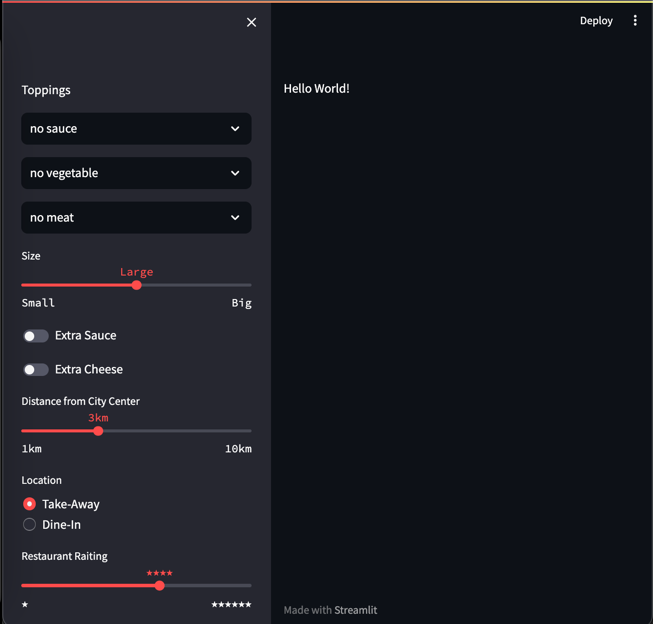 Deploy
Toppings
Hello World!
no sauce
no vegetable
no meat
Size
Large
Small Big
Extra Sauce
Extra Cheese
Distance from City Center
3km
1km 10km
Location
Take-Away
Dine-In
Restaurant Raiting
★★★★
★ ★★★★★★
Made with Streamlit